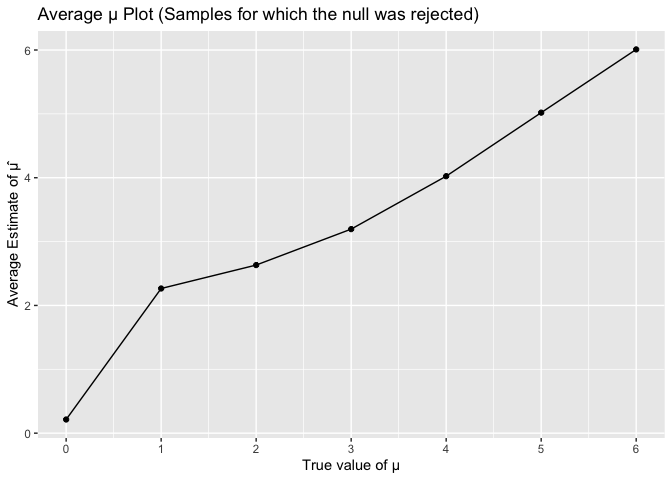 Average μ Plot (Samples for which the null was rejected)
Average Estimate of μ̂
6
4
2
0
0 1 2 3 4 5 6
True value of μ